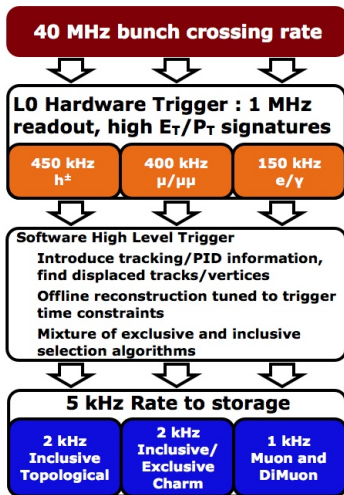 40 MHz bunch crossing rate
L0 Hardware Trigger : 1 MHz
readout, high E_T/P_T signatures
450 kHz
h±
400 kHz
μ/μμ
150 kHz
e/γ
Software High Level Trigger
Introduce tracking/PID information,
find displaced tracks/vertices
Offline reconstruction tuned to trigger
time constraints
Mixture of exclusive and inclusive
selection algorithms
5 kHz Rate to storage
2 kHz
Inclusive
Topological
2 kHz
Inclusive/
Exclusive
Charm
1 kHz
Muon and
DiMuon